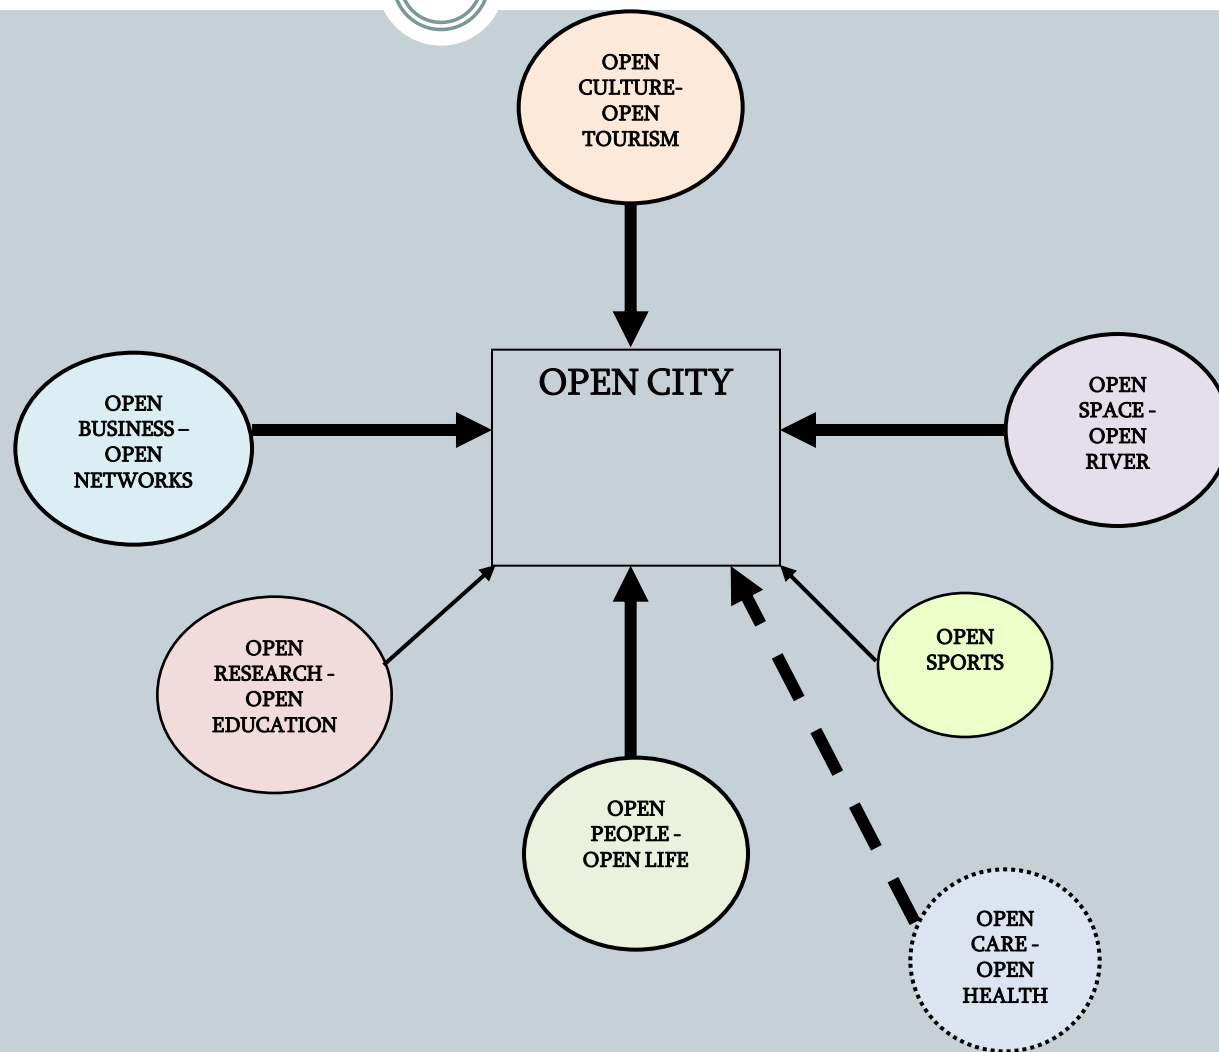 OPEN
CULTURE-
OPEN
TOURISM
OPEN CITY
OPEN
BUSINESS –
OPEN
NETWORKS
OPEN
SPACE -
OPEN
RIVER
OPEN
RESEARCH -
OPEN
EDUCATION
OPEN
SPORTS
OPEN
PEOPLE -
OPEN LIFE
OPEN
CARE -
OPEN
HEALTH